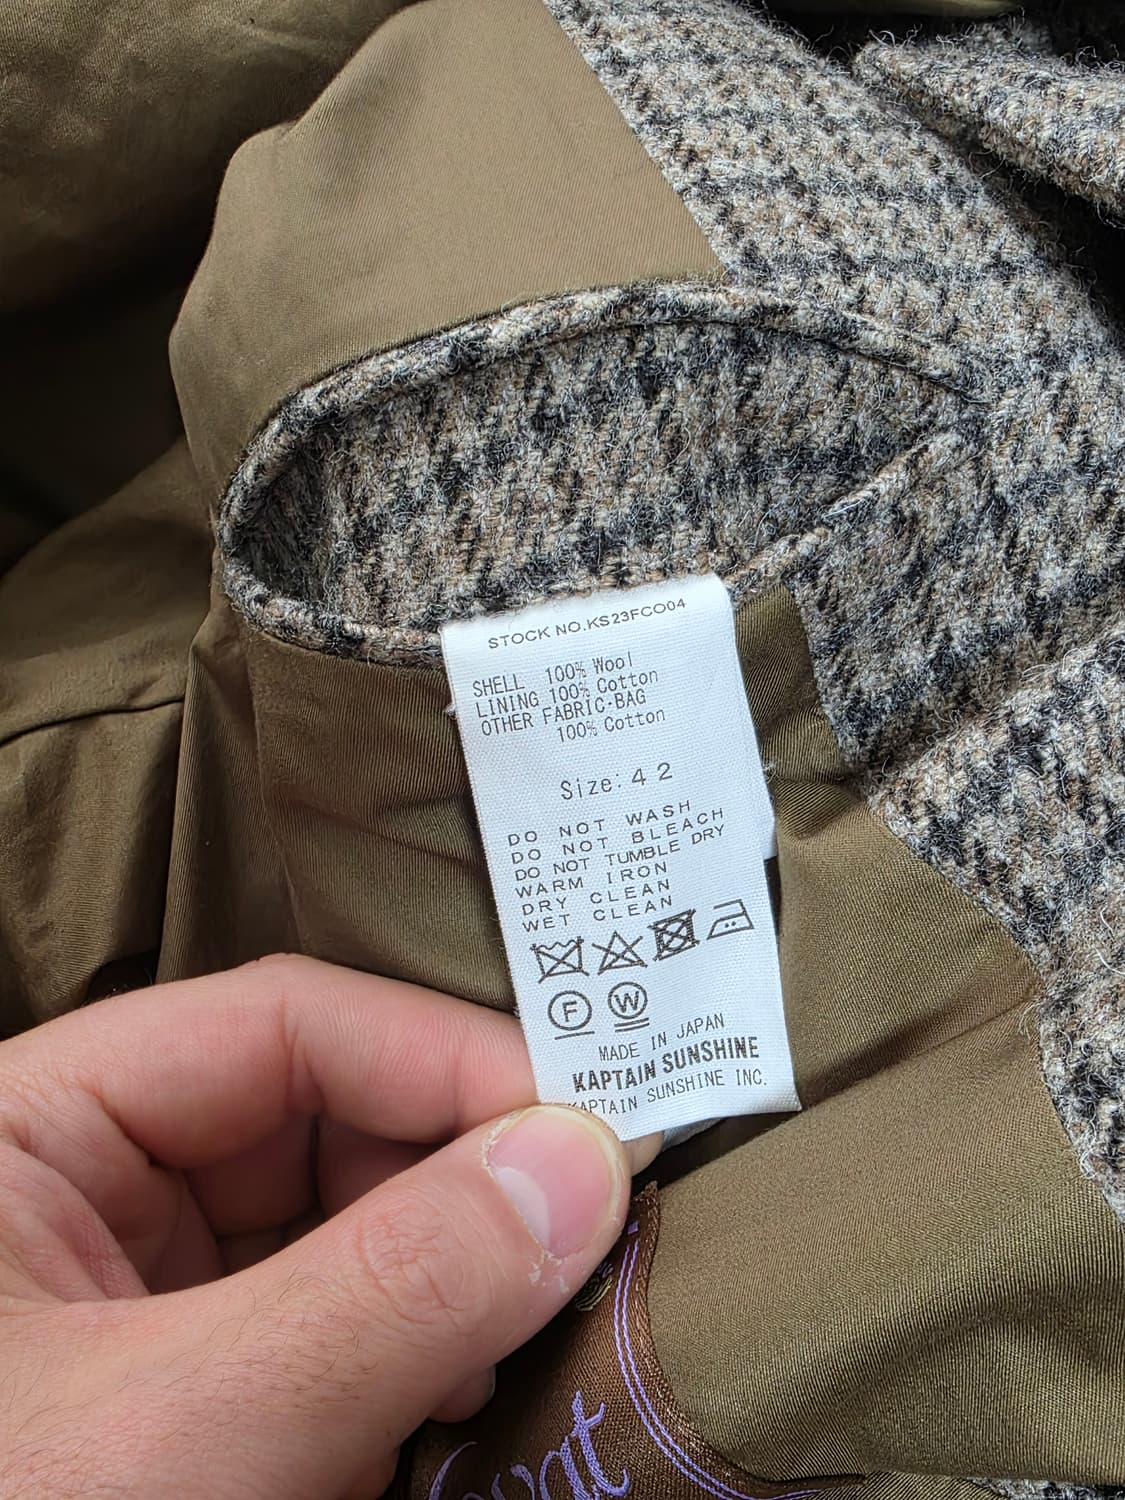 STOCK NO.KS23FCO04
SHELL 100% Wool
LINING 100% Cotton
OTHER FABRIC·BAG
100% Cotton
Size: 42
DO NOT WASH
DO NOT BLEACH
DO NOT TUMBLE DRY
WARM IRON
DRY CLEAN
WET CLEAN
F W
MADE IN JAPAN
KAPTAIN SUNSHINE
KAPTAIN SUNSHINE INC.